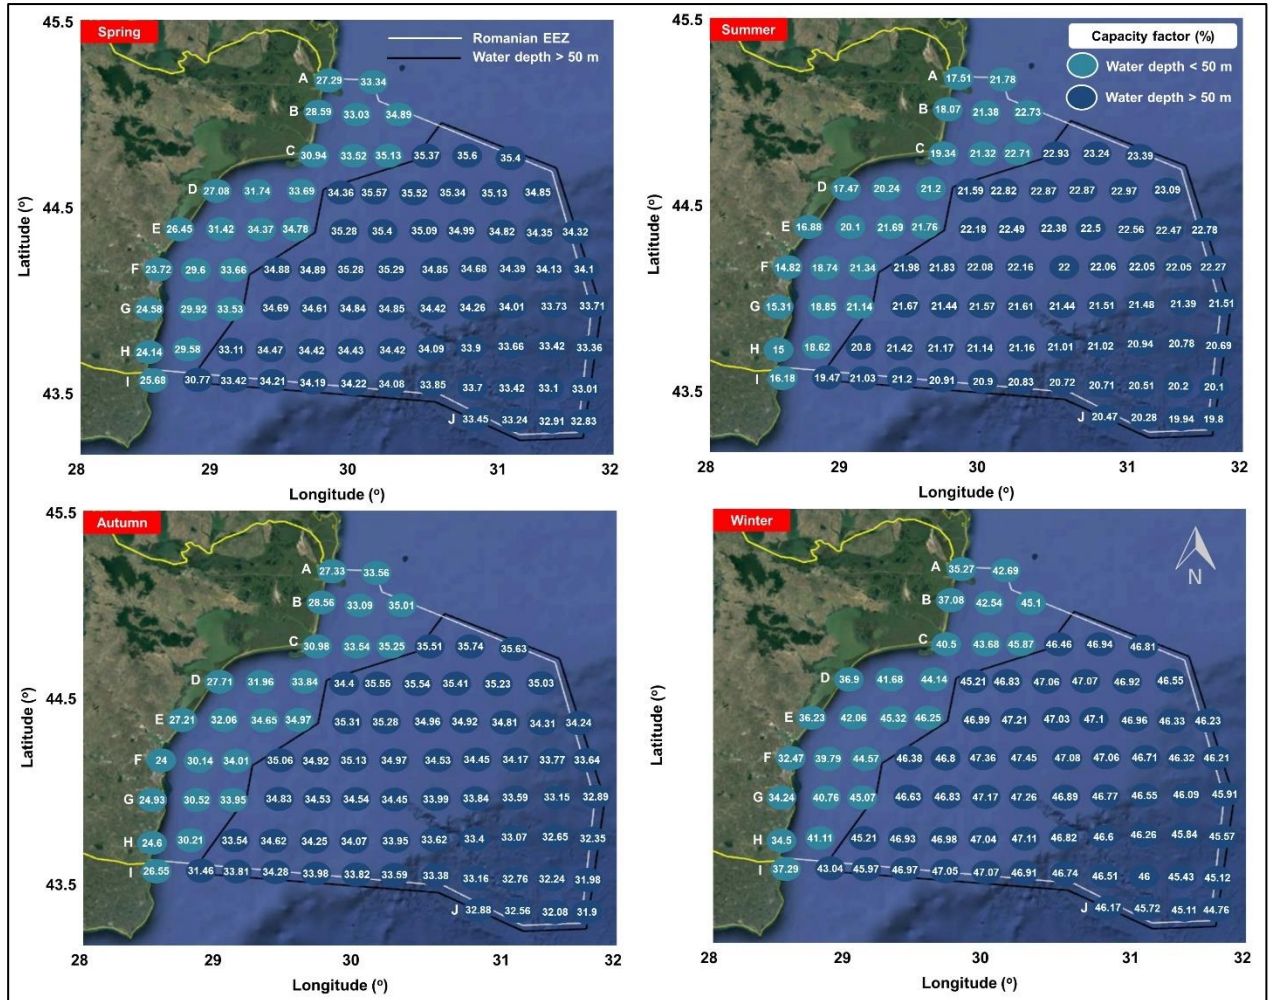 45.5
Spring
Romanian EEZ
Water depth > 50 m
A 27.29 33.34
B 28.59 33.03 34.89
C 30.94 33.52 35.13 35.37 35.6 35.4
44.5
D 27.08 31.74 33.69 34.36 35.57 35.52 35.34 35.13 34.85
E 26.45 31.42 34.37 34.78 35.28 35.4 35.09 34.99 34.82 34.35 34.32
F 23.72 29.6 33.66 34.88 34.89 35.28 35.29 34.85 34.68 34.39 34.13 34.1
G 24.58 29.92 33.53 34.69 34.61 34.84 34.85 34.42 34.26 34.01 33.73 33.71
H 24.14 29.58 33.11 34.47 34.42 34.43 34.42 34.09 33.9 33.66 33.42 33.36
I 25.68 30.77 33.42 34.21 34.19 34.22 34.08 33.85 33.7 33.42 33.1 33.01
43.5
J 33.45 33.24 32.91 32.83
28 29 30 31 32
Latitude (º)
Longitude (º)
45.5
Summer
Capacity factor (%)
Water depth < 50 m
Water depth > 50 m
A 17.51 21.78
B 18.07 21.38 22.73
C 19.34 21.32 22.71 22.93 23.24 23.39
44.5
D 17.47 20.24 21.2 21.59 22.82 22.87 22.87 22.97 23.09
E 16.88 20.1 21.69 21.76 22.18 22.49 22.38 22.5 22.56 22.47 22.78
F 14.82 18.74 21.34 21.98 21.83 22.08 22.16 22 22.06 22.05 22.05 22.27
G 15.31 18.85 21.14 21.67 21.44 21.57 21.61 21.44 21.51 21.48 21.39 21.51
H 15 18.62 20.8 21.42 21.17 21.14 21.16 21.01 21.02 20.94 20.78 20.69
I 16.18 19.47 21.03 21.2 20.91 20.9 20.83 20.72 20.71 20.51 20.2 20.1
43.5
J 20.47 20.28 19.94 19.8
28 29 30 31 32
Latitude (º)
Longitude (º)
45.5
Autumn
A 27.33 33.56
B 28.56 33.09 35.01
C 30.98 33.54 35.25 35.51 35.74 35.63
44.5
D 27.71 31.96 33.84 34.4 35.55 35.54 35.41 35.23 35.03
E 27.21 32.06 34.65 34.97 35.31 35.28 34.96 34.92 34.81 34.31 34.24
F 24 30.14 34.01 35.06 34.92 35.13 34.97 34.53 34.45 34.17 33.77 33.64
G 24.93 30.52 33.95 34.83 34.53 34.54 34.45 33.99 33.84 33.59 33.15 32.89
H 24.6 30.21 33.54 34.62 34.25 34.07 33.95 33.62 33.4 33.07 32.65 32.35
I 26.55 31.46 33.81 34.28 33.98 33.82 33.59 33.38 33.16 32.76 32.24 31.98
43.5
J 32.88 32.56 32.08 31.9
28 29 30 31 32
Latitude (º)
Longitude (º)
45.5
Winter
N
A 35.27 42.69
B 37.08 42.54 45.1
C 40.5 43.68 45.87 46.46 46.94 46.81
44.5
D 36.9 41.68 44.14 45.21 46.83 47.06 47.07 46.92 46.55
E 36.23 42.06 45.32 46.25 46.99 47.21 47.03 47.1 46.96 46.33 46.23
F 32.47 39.79 44.57 46.38 46.8 47.36 47.45 47.08 47.06 46.71 46.32 46.21
G 34.24 40.76 45.07 46.63 46.83 47.17 47.26 46.89 46.77 46.55 46.09 45.91
H 34.5 41.11 45.21 46.93 46.98 47.04 47.11 46.82 46.6 46.26 45.84 45.57
I 37.29 43.04 45.97 46.97 47.05 47.07 46.91 46.74 46.51 46 45.43 45.12
43.5
J 46.17 45.72 45.11 44.76
28 29 30 31 32
Latitude (º)
Longitude (º)